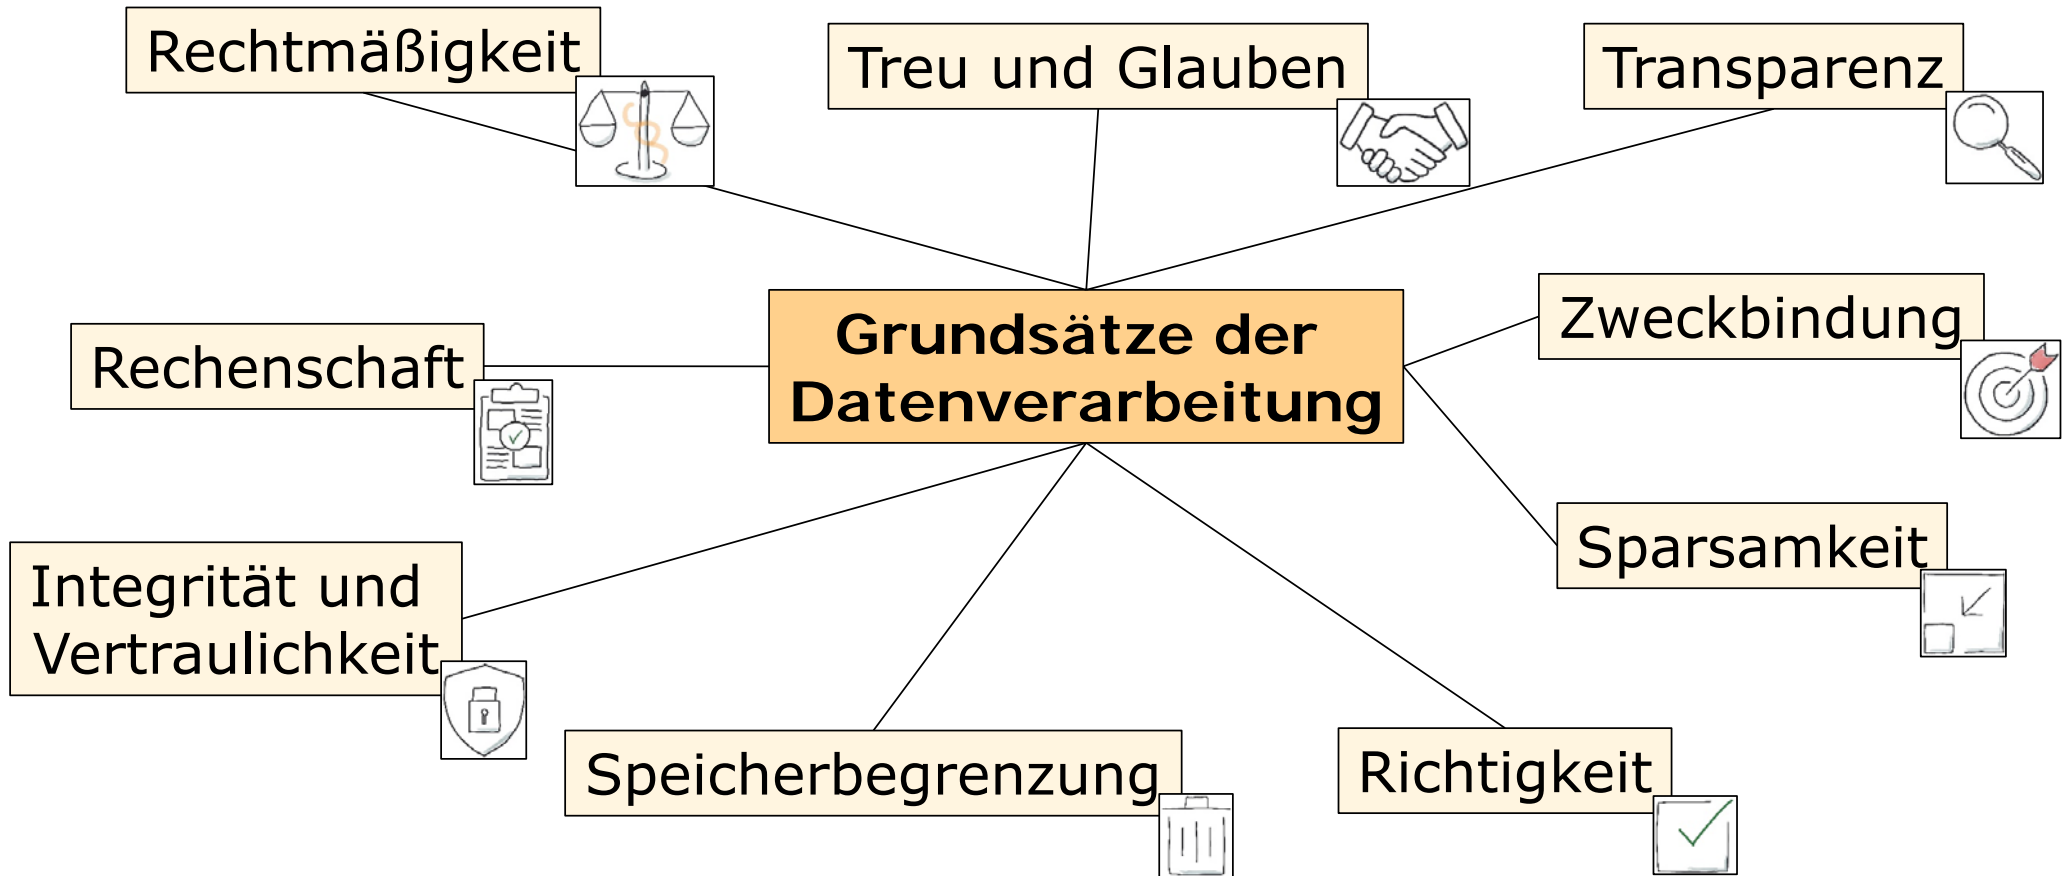 Rechtmäßigkeit
Treu und Glauben
Transparenz
Grundsätze der
Datenverarbeitung
Zweckbindung
Rechenschaft
Sparsamkeit
Integrität und
Vertraulichkeit
Speicherbegrenzung
Richtigkeit